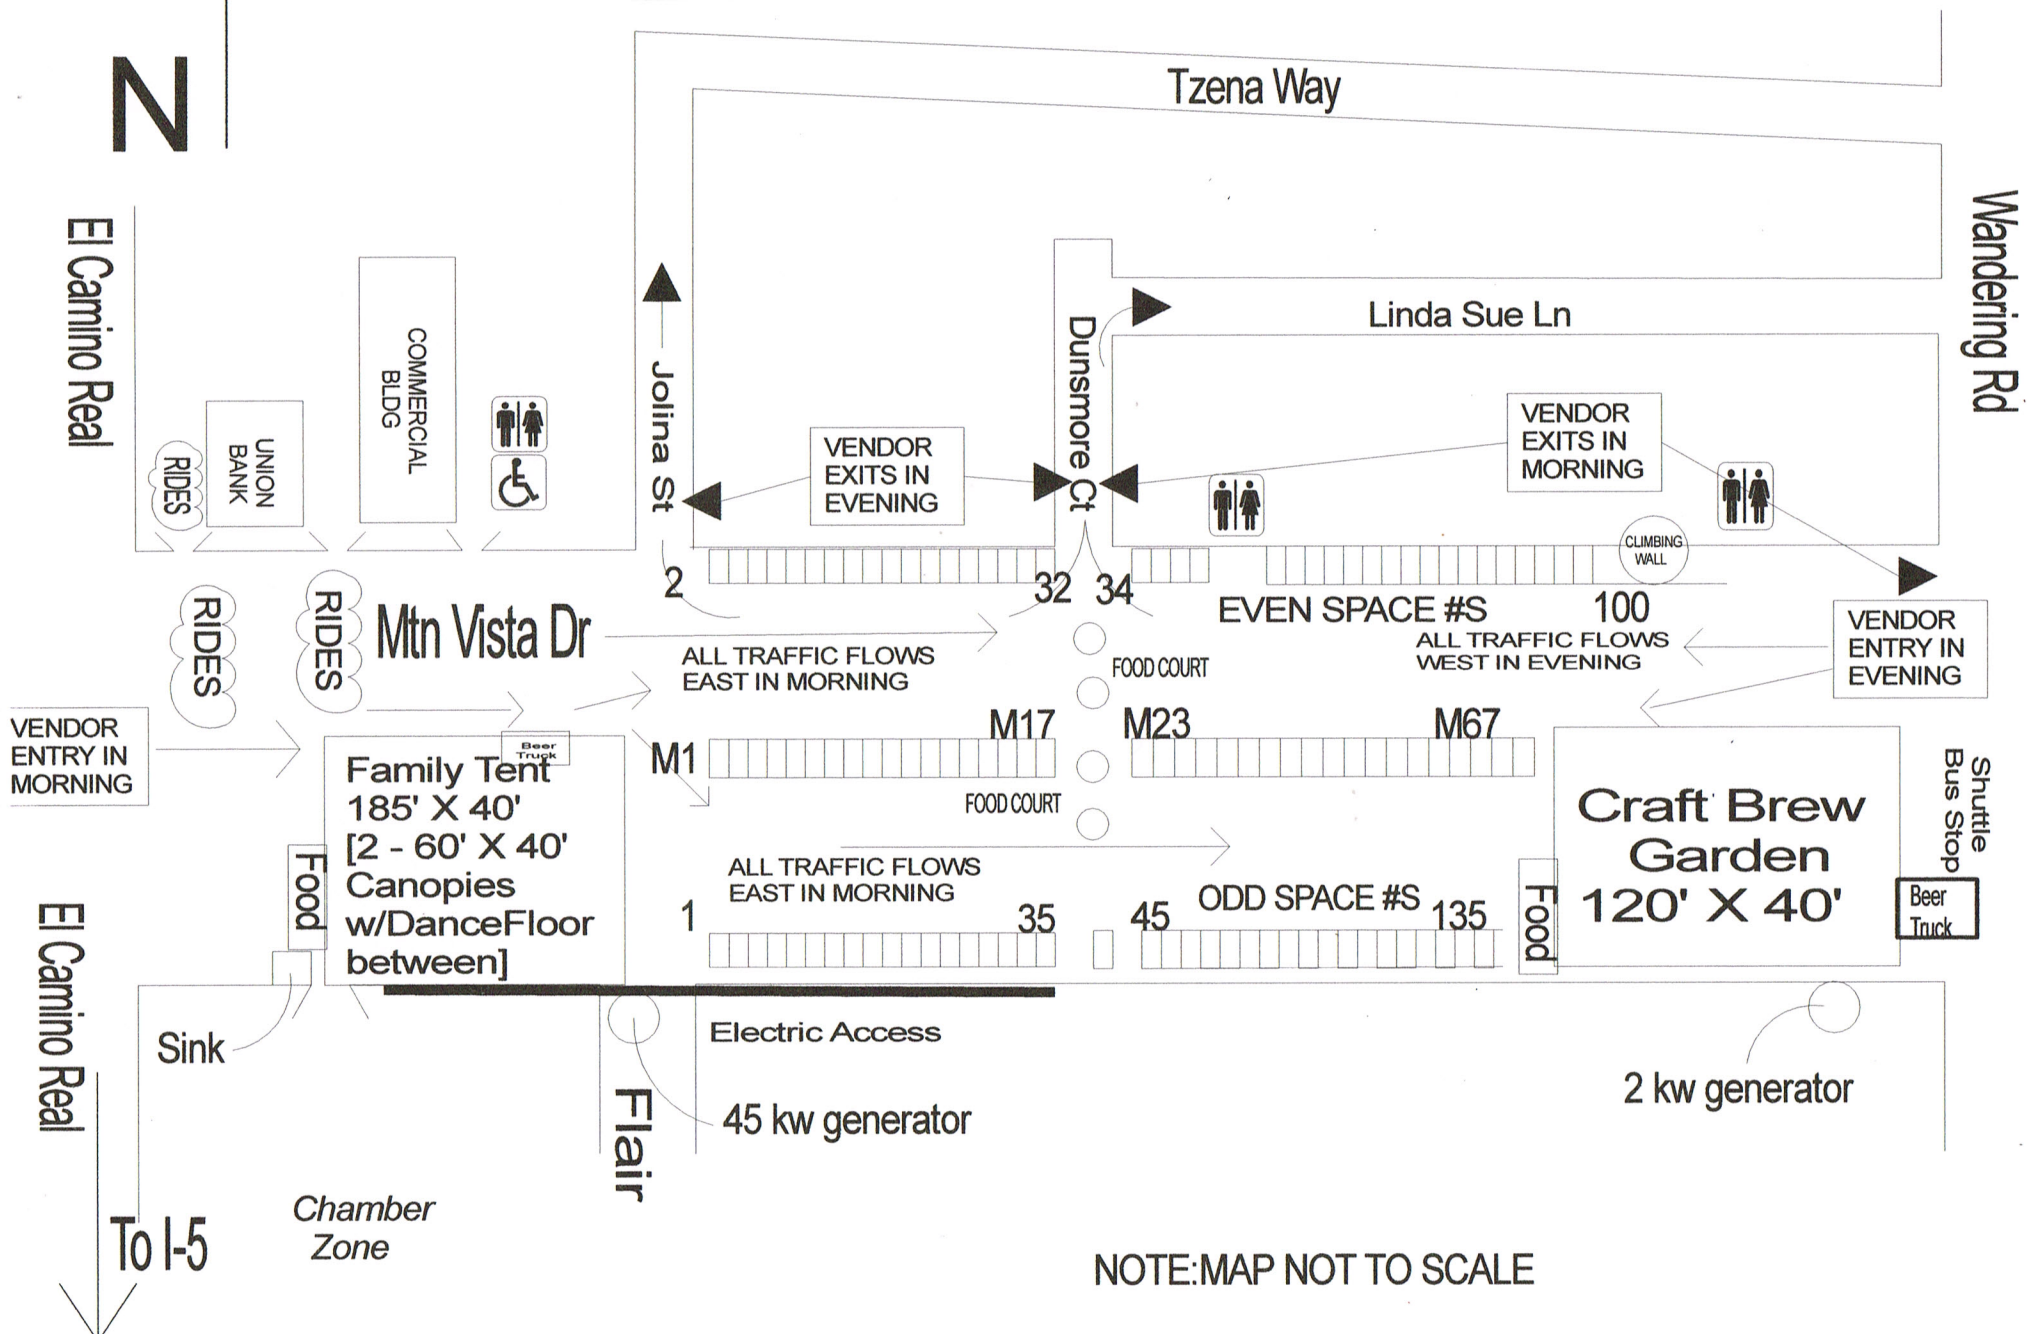 N
Tzena Way
El Camino Real
Wandering Rd
Linda Sue Ln
Dunsmore Ct
Jolina St
COMMERCIAL
BLDG
UNION
BANK
RIDES
VENDOR
EXITS IN
EVENING
VENDOR
EXITS IN
MORNING
CLIMBING
WALL
2
32
34
EVEN SPACE #S
100
RIDES
RIDES
Mtn Vista Dr
ALL TRAFFIC FLOWS
EAST IN MORNING
FOOD COURT
ALL TRAFFIC FLOWS
WEST IN EVENING
VENDOR
ENTRY IN
EVENING
VENDOR
ENTRY IN
MORNING
Beer
Truck
M1
M17
M23
M67
Family Tent
185' X 40'
[2 - 60' X 40'
Canopies
w/DanceFloor
between]
Food
FOOD COURT
Craft Brew
Garden
120' X 40'
Shuttle
Bus Stop
Beer
Truck
Food
ALL TRAFFIC FLOWS
EAST IN MORNING
1
35
45
ODD SPACE #S
135
El Camino Real
Sink
Electric Access
45 kw generator
2 kw generator
Flair
To I-5
Chamber
Zone
NOTE:MAP NOT TO SCALE